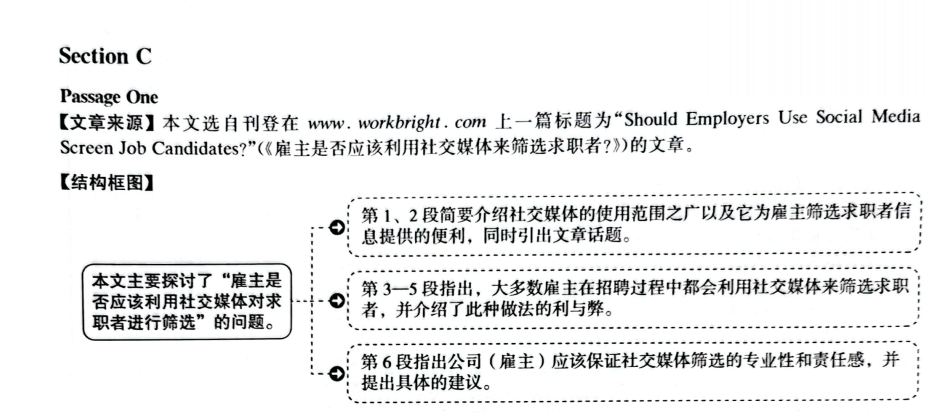 Section C
Passage One
【文章来源】本文选自刊登在 www. workbright. com 上一篇标题为“Should Employers Use Social Media
Screen Job Candidates?”(《雇主是否应该利用社交媒体来筛选求职者?》)的文章。
【结构框图】
本文主要探讨了“雇主是
否应该利用社交媒体对求
职者进行筛选”的问题。
第 1、2 段简要介绍社交媒体的使用范围之广以及它为雇主筛选求职者信
息提供的便利，同时引出文章话题。
第 3—5 段指出，大多数雇主在招聘过程中都会利用社交媒体来筛选求职
者，并介绍了此种做法的利与弊。
第 6 段指出公司（雇主）应该保证社交媒体筛选的专业性和责任感，并
提出具体的建议。